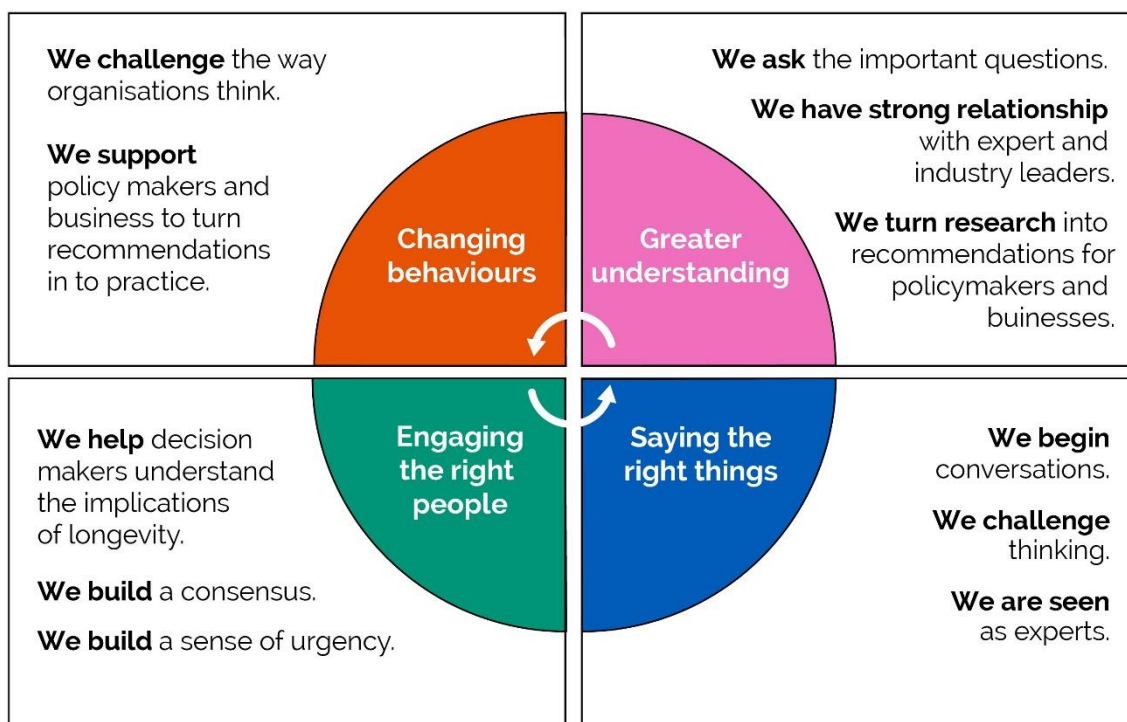 We challenge the way
organisations think.
We support
policy makers and
business to turn
recommendations
in to practice.
Changing
behaviours
We ask the important questions.
We have strong relationship
with expert and
industry leaders.
We turn research into
recommendations for
policymakers and
buinesses.
Greater
understanding
We help decision
makers understand
the implications
of longevity.
We build a consensus.
We build a sense of urgency.
Engaging
the right
people
Saying the
right things
We begin
conversations.
We challenge
thinking.
We are seen
as experts.